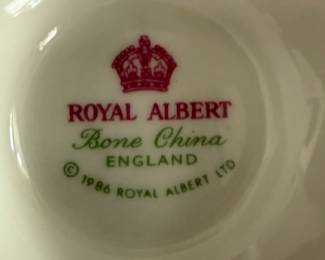 ROYAL ALBERT
Bone China
ENGLAND
© 1986 ROYAL ALBERT LTD